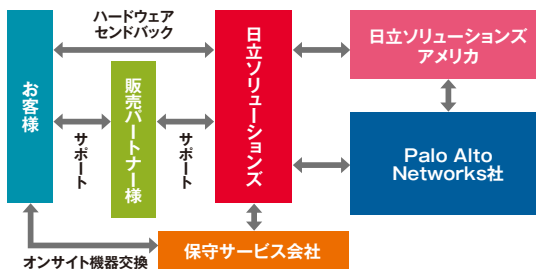 ハードウェア
センドバック
お客様
サポート
販売パートナー様
サポート
日立ソリューションズ
日立ソリューションズ
アメリカ
Palo Alto
Networks社
保守サービス会社
オンサイト機器交換